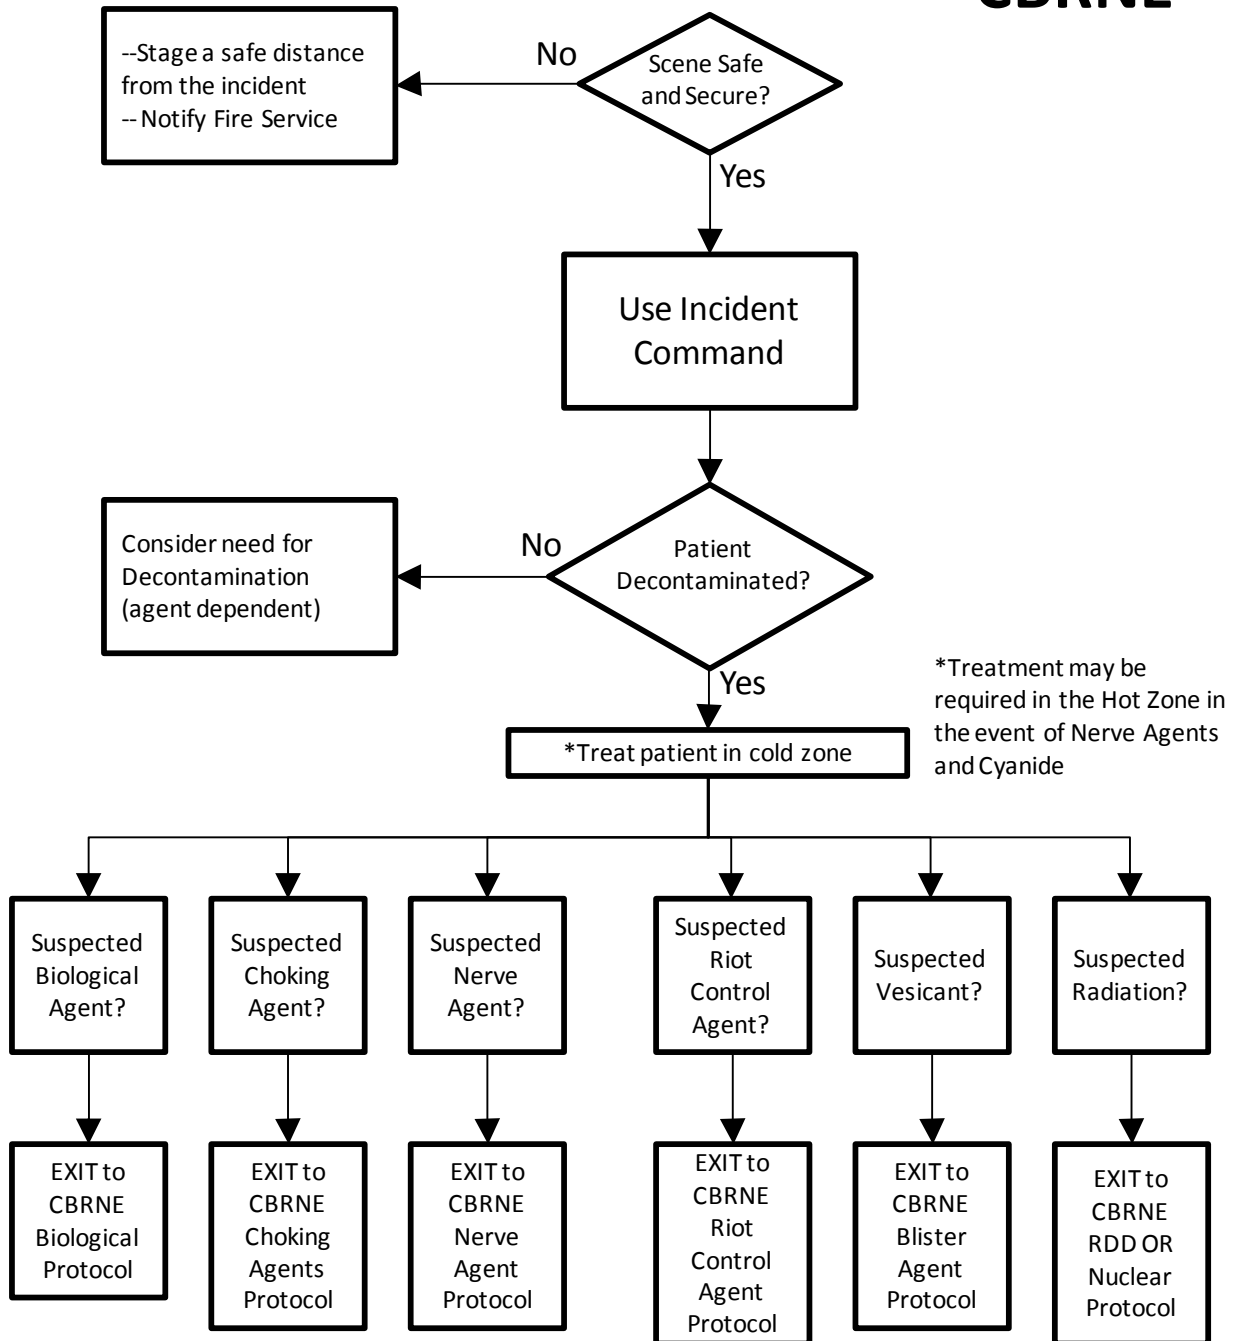 CBRNE
--Stage a safe distance
from the incident
-- Notify Fire Service
No
Scene Safe
and Secure?
Yes
Use Incident
Command
Consider need for
Decontamination
(agent dependent)
No
Patient
Decontaminated?
Yes
*Treatment may be
required in the Hot Zone in
the event of Nerve Agents
and Cyanide
*Treat patient in cold zone
Suspected
Biological
Agent?
Suspected
Choking
Agent?
Suspected
Nerve
Agent?
Suspected
Riot
Control
Agent?
Suspected
Vesicant?
Suspected
Radiation?
EXIT to
CBRNE
Biological
Protocol
EXIT to
CBRNE
Choking
Agents
Protocol
EXIT to
CBRNE
Nerve
Agent
Protocol
EXIT to
CBRNE
Riot
Control
Agent
Protocol
EXIT to
CBRNE
Blister
Agent
Protocol
EXIT to
CBRNE
RDD OR
Nuclear
Protocol